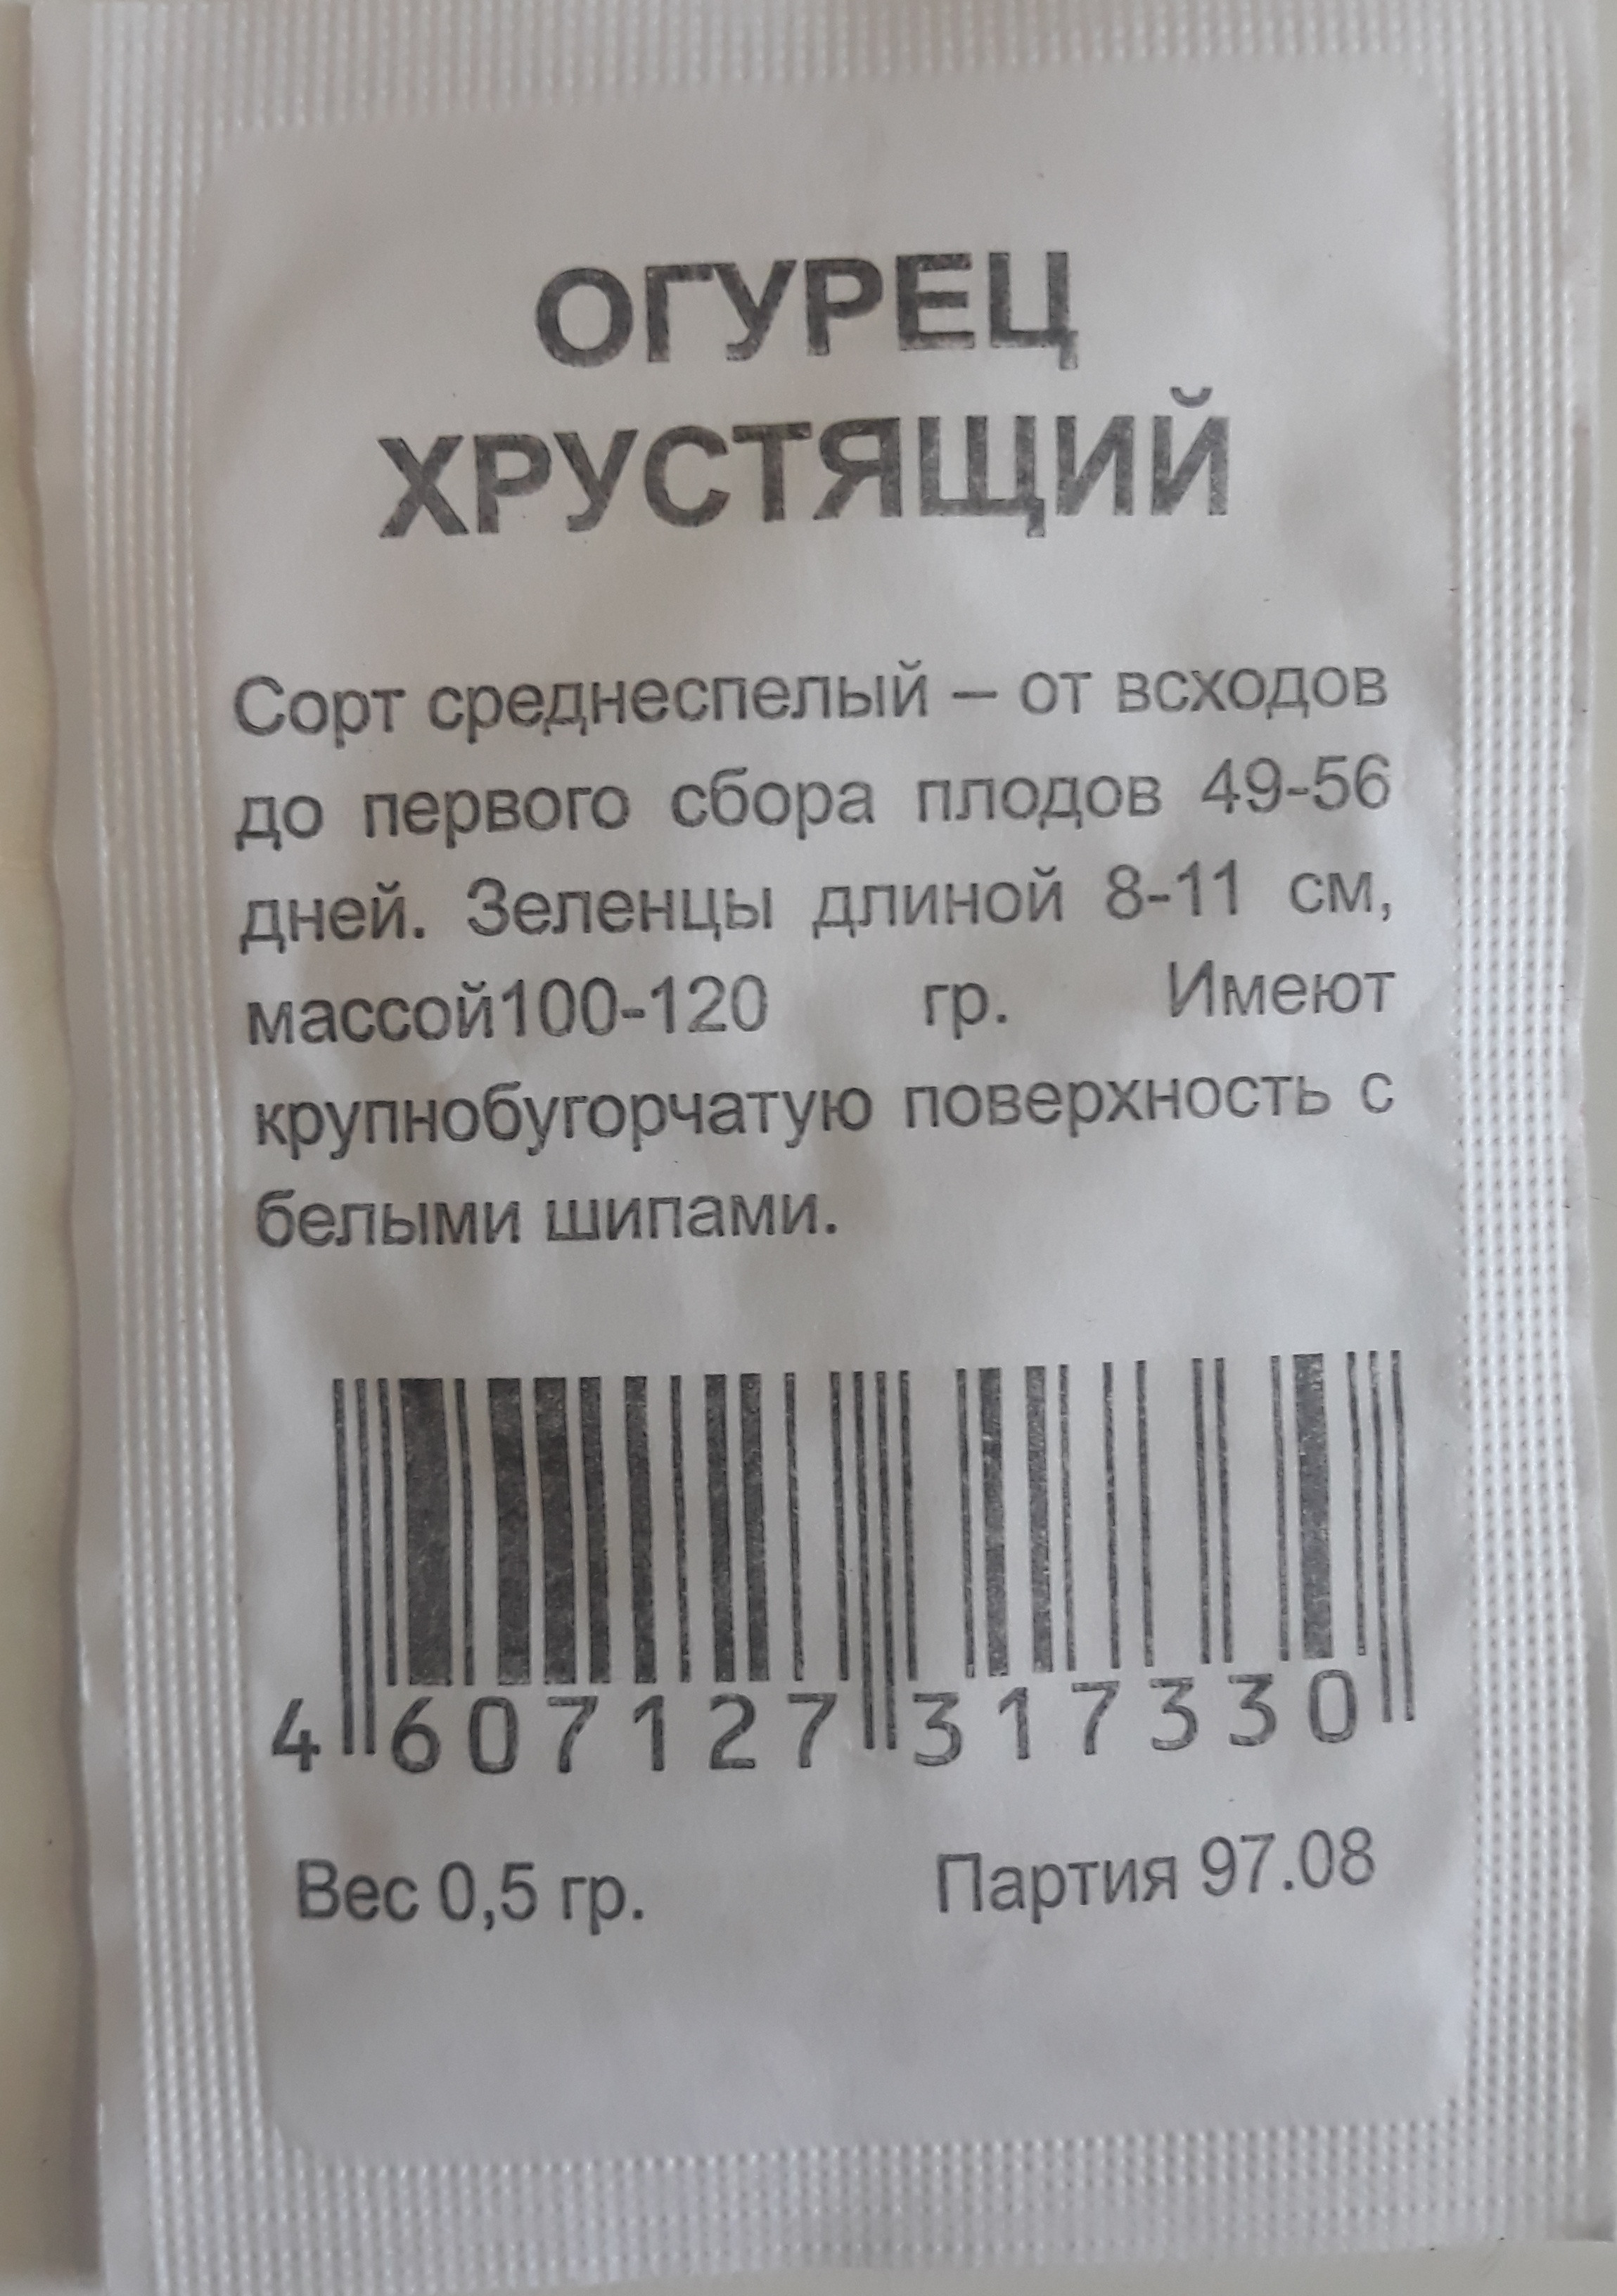 ОГУРЕЦ
ХРУСТЯЩИЙ
Сорт среднеспелый – от всходов
до первого сбора плодов 49-56
дней. Зеленцы длиной 8-11 см,
массой100-120 гр. Имеют
крупнобугорчатую поверхность с
белыми шипами.
4 607127 317330
Вес 0,5 гр. Партия 97.08